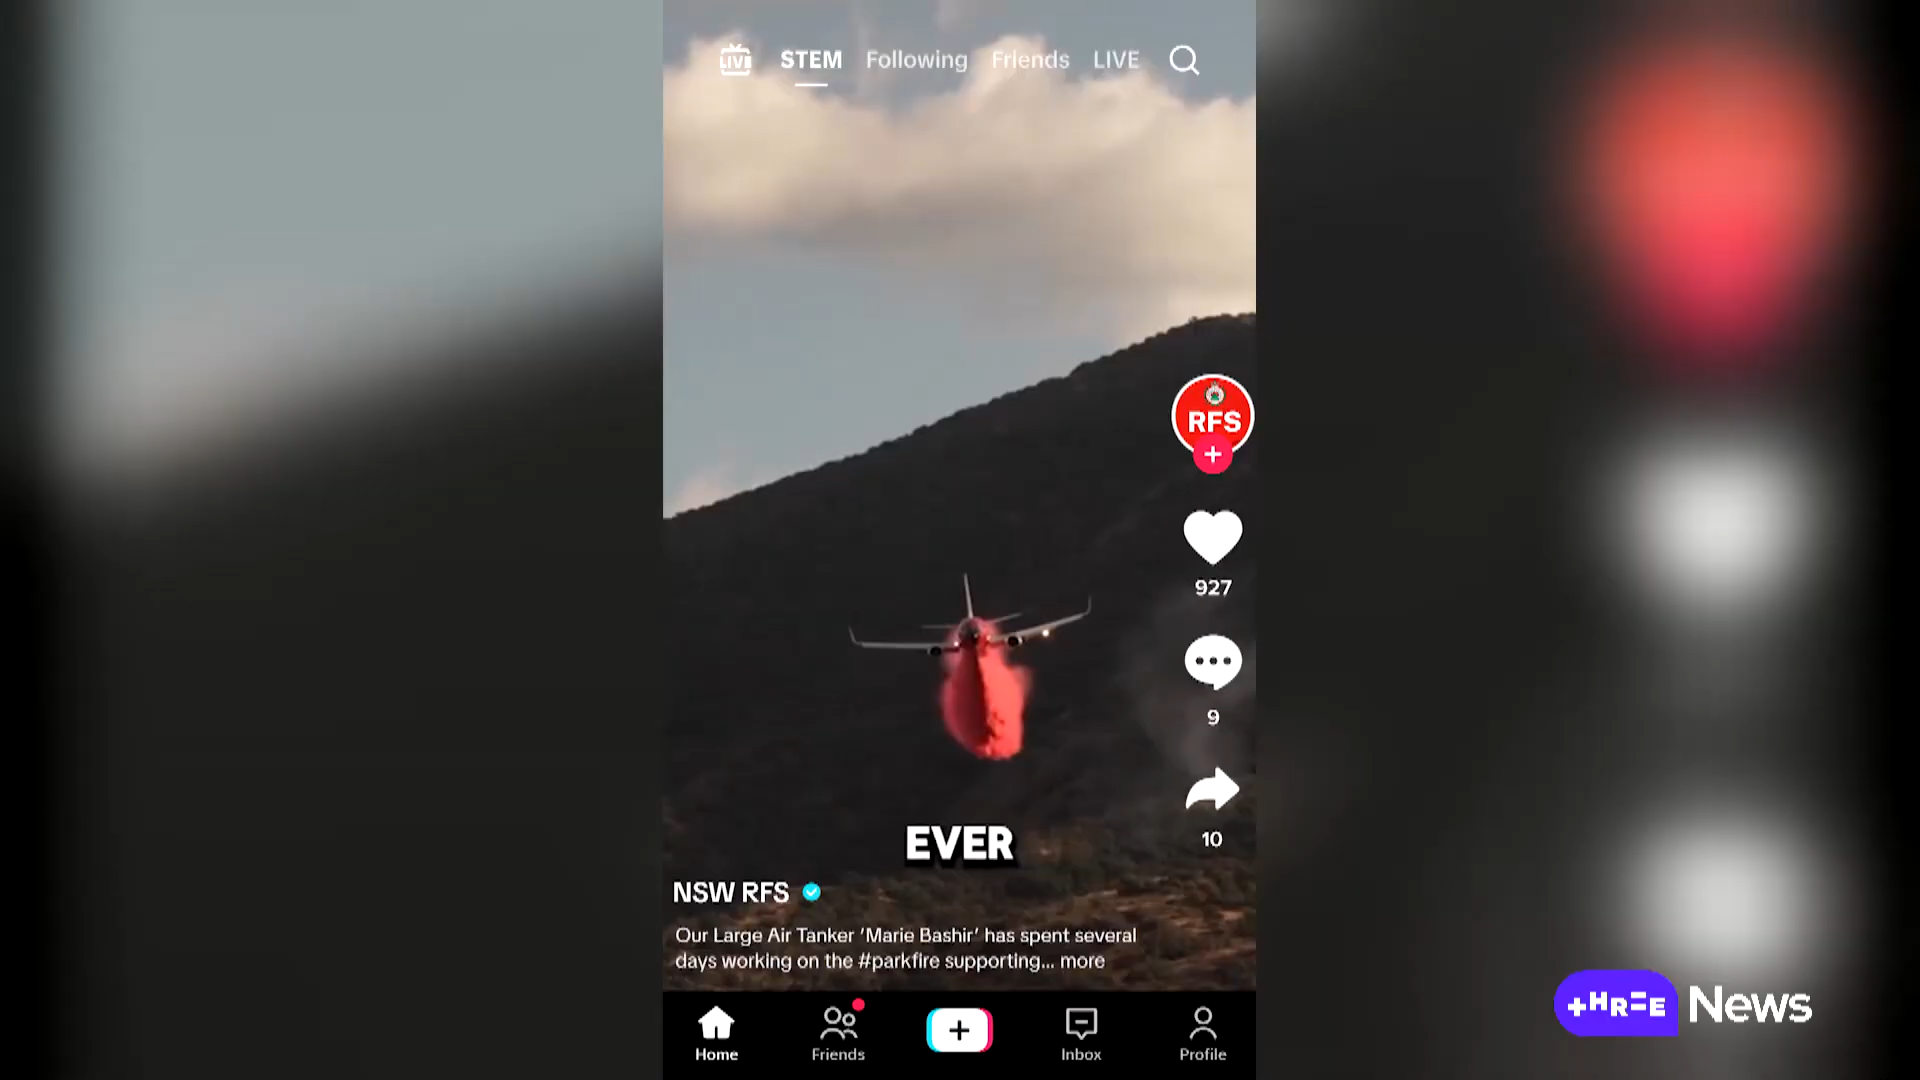 LIVE
STEM Following Friends LIVE
RFS
927
9
10
EVER
NSW RFS
Our Large Air Tanker ‘Marie Bashir’ has spent several
days working on the #parkfire supporting... more
Home Friends Inbox Profile
THREE News